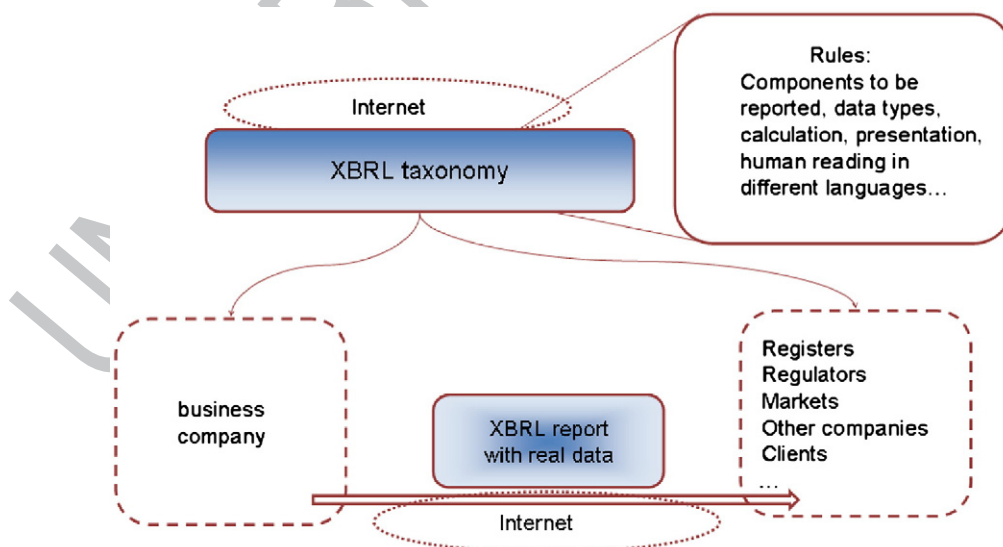 Internet
XBRL taxonomy
Rules:
Components to be
reported, data types,
calculation, presentation,
human reading in
different languages…
business
company
XBRL report
with real data
Internet
Registers
Regulators
Markets
Other companies
Clients
...